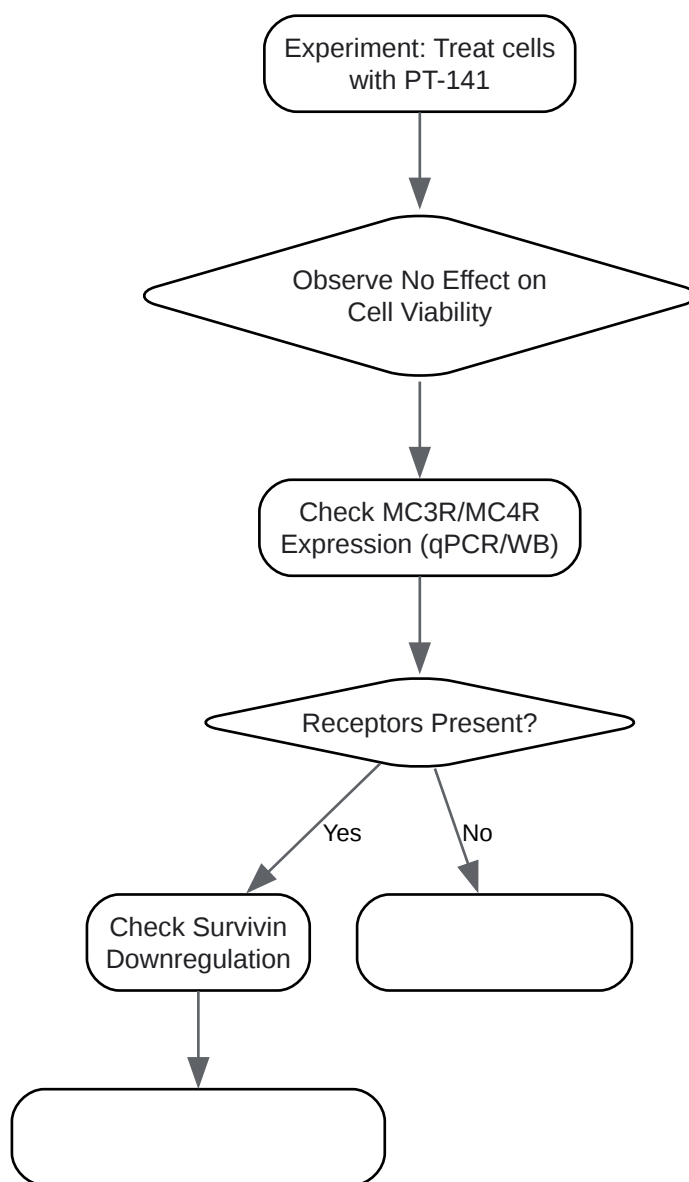 Experiment: Treat cells
with PT-141
Observe No Effect on
Cell Viability
Check MC3R/MC4R
Expression (qPCR/WB)
Receptors Present?
Yes
No
Check Survivin
Downregulation